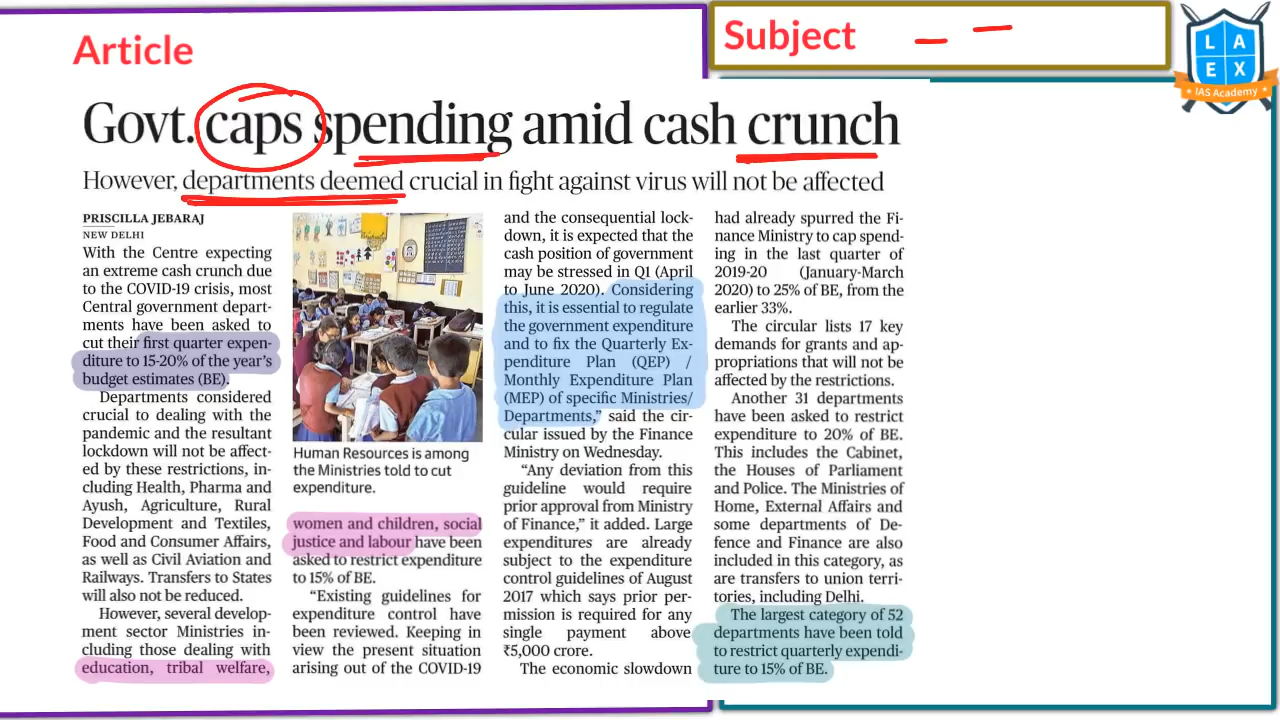 Article
Subject
L A
E X
IAS Academy
Govt. caps spending amid cash crunch
However, departments deemed crucial in fight against virus will not be affected
PRISCILLA JEBARAJ
NEW DELHI
With the Centre expecting
an extreme cash crunch due
to the COVID-19 crisis, most
Central government depart-
ments have been asked to
cut their first quarter expen-
diture to 15-20% of the year's
budget estimates (BE).
Departments considered
crucial to dealing with the
pandemic and the resultant
lockdown will not be affect-
ed by these restrictions, in-
cluding Health, Pharma and
Ayush, Agriculture, Rural
Development and Textiles,
Food and Consumer Affairs,
as well as Civil Aviation and
Railways. Transfers to States
will also not be reduced.
However, several develop-
ment sector Ministries in-
cluding those dealing with
education, tribal welfare,
Human Resources is among
the Ministries told to cut
expenditure.
women and children, social
justice and labour have been
asked to restrict expenditure
to 15% of BE.
"Existing guidelines for
expenditure control have
been reviewed. Keeping in
view the present situation
arising out of the COVID-19
and the consequential lock-
down, it is expected that the
cash position of government
may be stressed in Q1 (April
to June 2020). Considering
this, it is essential to regulate
the government expenditure
and to fix the Quarterly Ex-
penditure Plan (QEP) /
Monthly Expenditure Plan
(MEP) of specific Ministries/
Departments," said the cir-
cular issued by the Finance
Ministry on Wednesday.
"Any deviation from this
guideline would require
prior approval from Ministry
of Finance," it added. Large
expenditures are already
subject to the expenditure
control guidelines of August
2017 which says prior per-
mission is required for any
single payment above
₹5,000 crore.
The economic slowdown
had already spurred the Fi-
nance Ministry to cap spend-
ing in the last quarter of
2019-20 (January-March
2020) to 25% of BE, from the
earlier 33%.
The circular lists 17 key
demands for grants and ap-
propriations that will not be
affected by the restrictions.
Another 31 departments
have been asked to restrict
expenditure to 20% of BE.
This includes the Cabinet,
the Houses of Parliament
and Police. The Ministries of
Home, External Affairs and
some departments of De-
fence and Finance are also
included in this category, as
are transfers to union terri-
tories, including Delhi.
The largest category of 52
departments have been told
to restrict quarterly expendi-
ture to 15% of BE.